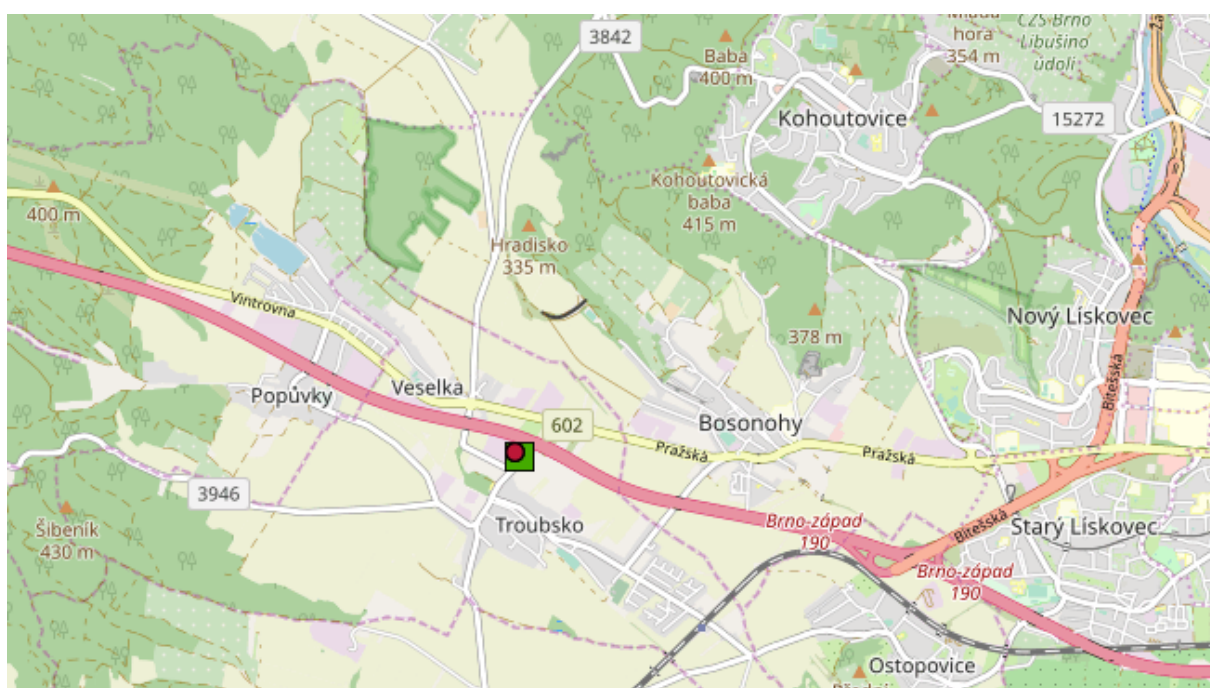 3842
Baba
400 m
hora
354 m
CZS-Brno
Libušino
údolí
Kohoutovice
15272
Kohoutovická
baba
415 m
400 m
Hradisko
335 m
Vintrovna
378 m
Nový Lískovec
Bítešská
Popůvky
Veselka
602
Bosonohy
Pražská
Pražská
3946
Šibeník
430 m
Troubsko
Brno-západ
190
Bítešská
Starý Lískovec
Brno-západ
190
Ostopovice